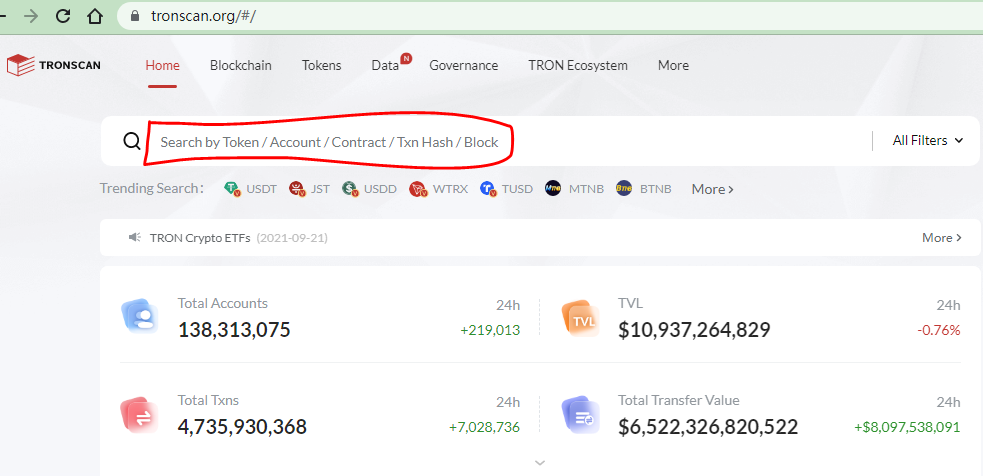 tronscan.org/#/
TRONSCAN Home Blockchain Tokens Data N Governance TRON Ecosystem More
Search by Token / Account / Contract / Txn Hash / Block All Filters
Trending Search: USDT JST USDD WTRX TUSD MTNB BTNB More
TRON Crypto ETFs (2021-09-21) More
Total Accounts 24h TVL 24h
138,313,075 +219,013 $10,937,264,829 -0.76%
Total Txns 24h Total Transfer Value 24h
4,735,930,368 +7,028,736 $6,522,326,820,522 +$8,097,538,091